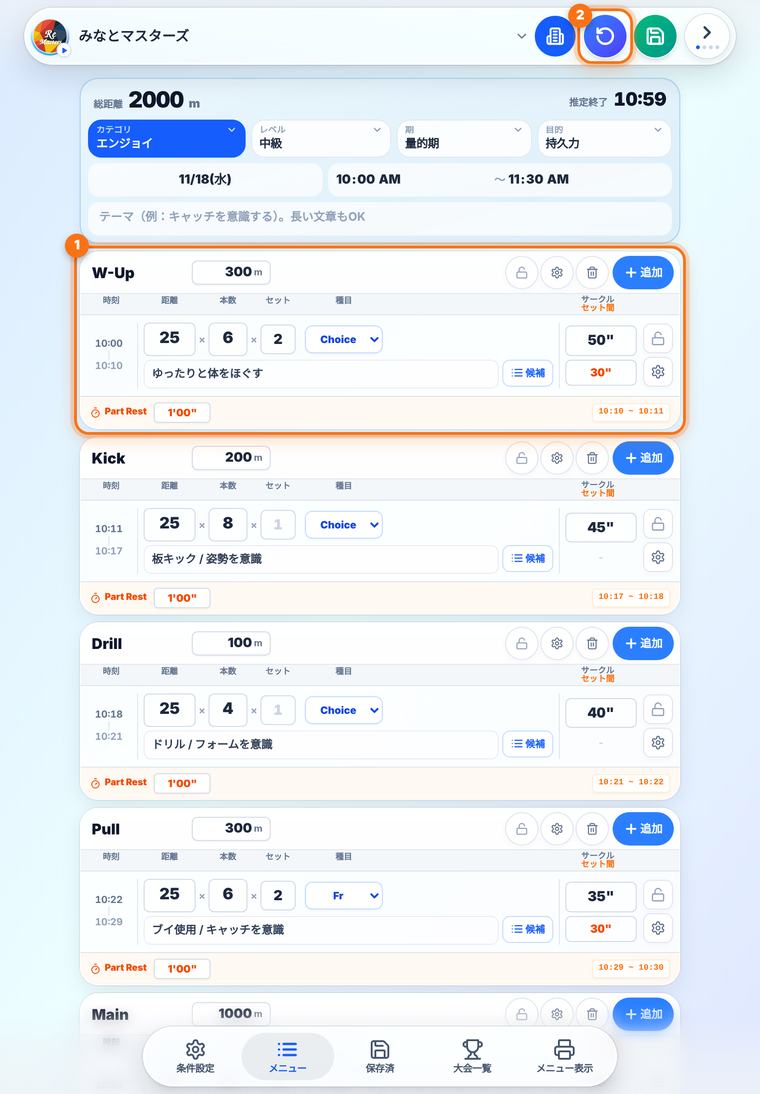 みなとマスターズ
2
総距離 2000 m 推定終了 10:59
カテゴリ レベル 期 目的
エンジョイ 中級 量的期 持久力
11/18(水) 10:00 AM 〜 11:30 AM
テーマ（例：キャッチを意識する）。長い文章もOK
1
W-Up 300 m ＋ 追加
時刻 距離 本数 セット 種目 サークル
セット間
10:00 25 × 6 × 2 Choice 50"
10:10 ゆったりと体をほぐす 候補 30"
Part Rest 1'00" 10:10 ~ 10:11
Kick 200 m ＋ 追加
時刻 距離 本数 セット 種目 サークル
セット間
10:11 25 × 8 × 1 Choice 45"
10:17 板キック / 姿勢を意識 候補 -
Part Rest 1'00" 10:17 ~ 10:18
Drill 100 m ＋ 追加
時刻 距離 本数 セット 種目 サークル
セット間
10:18 25 × 4 × 1 Choice 40"
10:21 ドリル / フォームを意識 候補 -
Part Rest 1'00" 10:21 ~ 10:22
Pull 300 m ＋ 追加
時刻 距離 本数 セット 種目 サークル
セット間
10:22 25 × 6 × 2 Fr 35"
10:29 ブイ使用 / キャッチを意識 候補 30"
Part Rest 1'00" 10:29 ~ 10:30
Main 1000 m ＋ 追加
条件設定 メニュー 保存済 大会一覧 メニュー表示